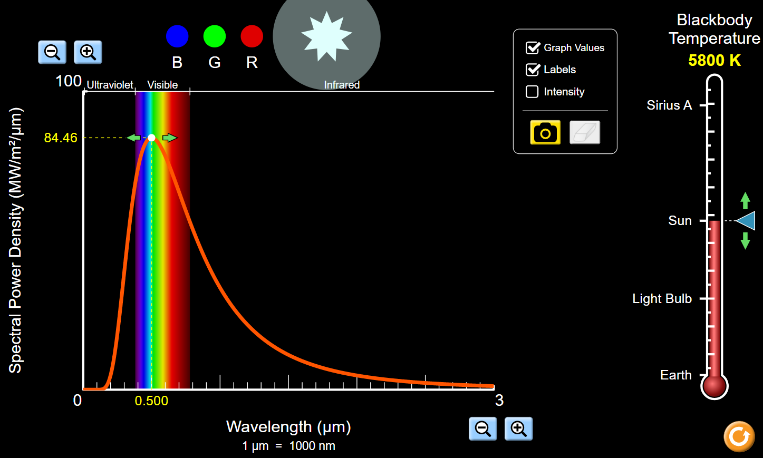 B G R
100
Ultraviolet Visible Infrared
84.46
Spectral Power Density (MW/m²/μm)
0 0.500 3
Wavelength (μm)
1 μm = 1000 nm
Graph Values
Labels
Intensity
Blackbody
Temperature
5800 K
Sirius A
Sun
Light Bulb
Earth